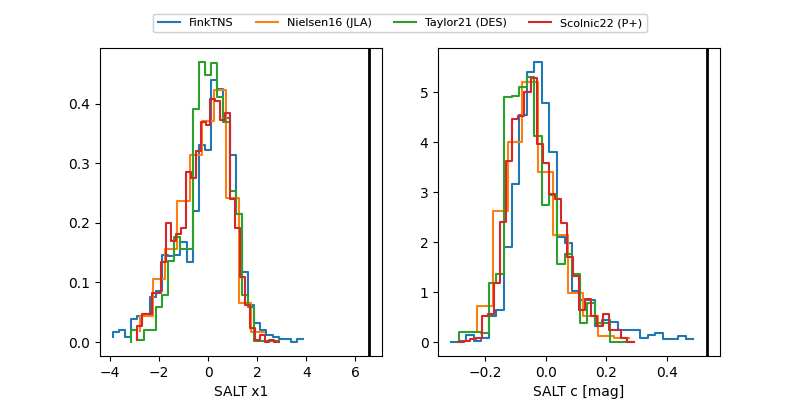 FinkTNS Nielsen16 (JLA) Taylor21 (DES) Scolnic22 (P+)
0.4
0.3
0.2
0.1
0.0
−4 −2 0 2 4 6
SALT x1
5
4
3
2
1
0
−0.2 0.0 0.2 0.4
SALT c [mag]